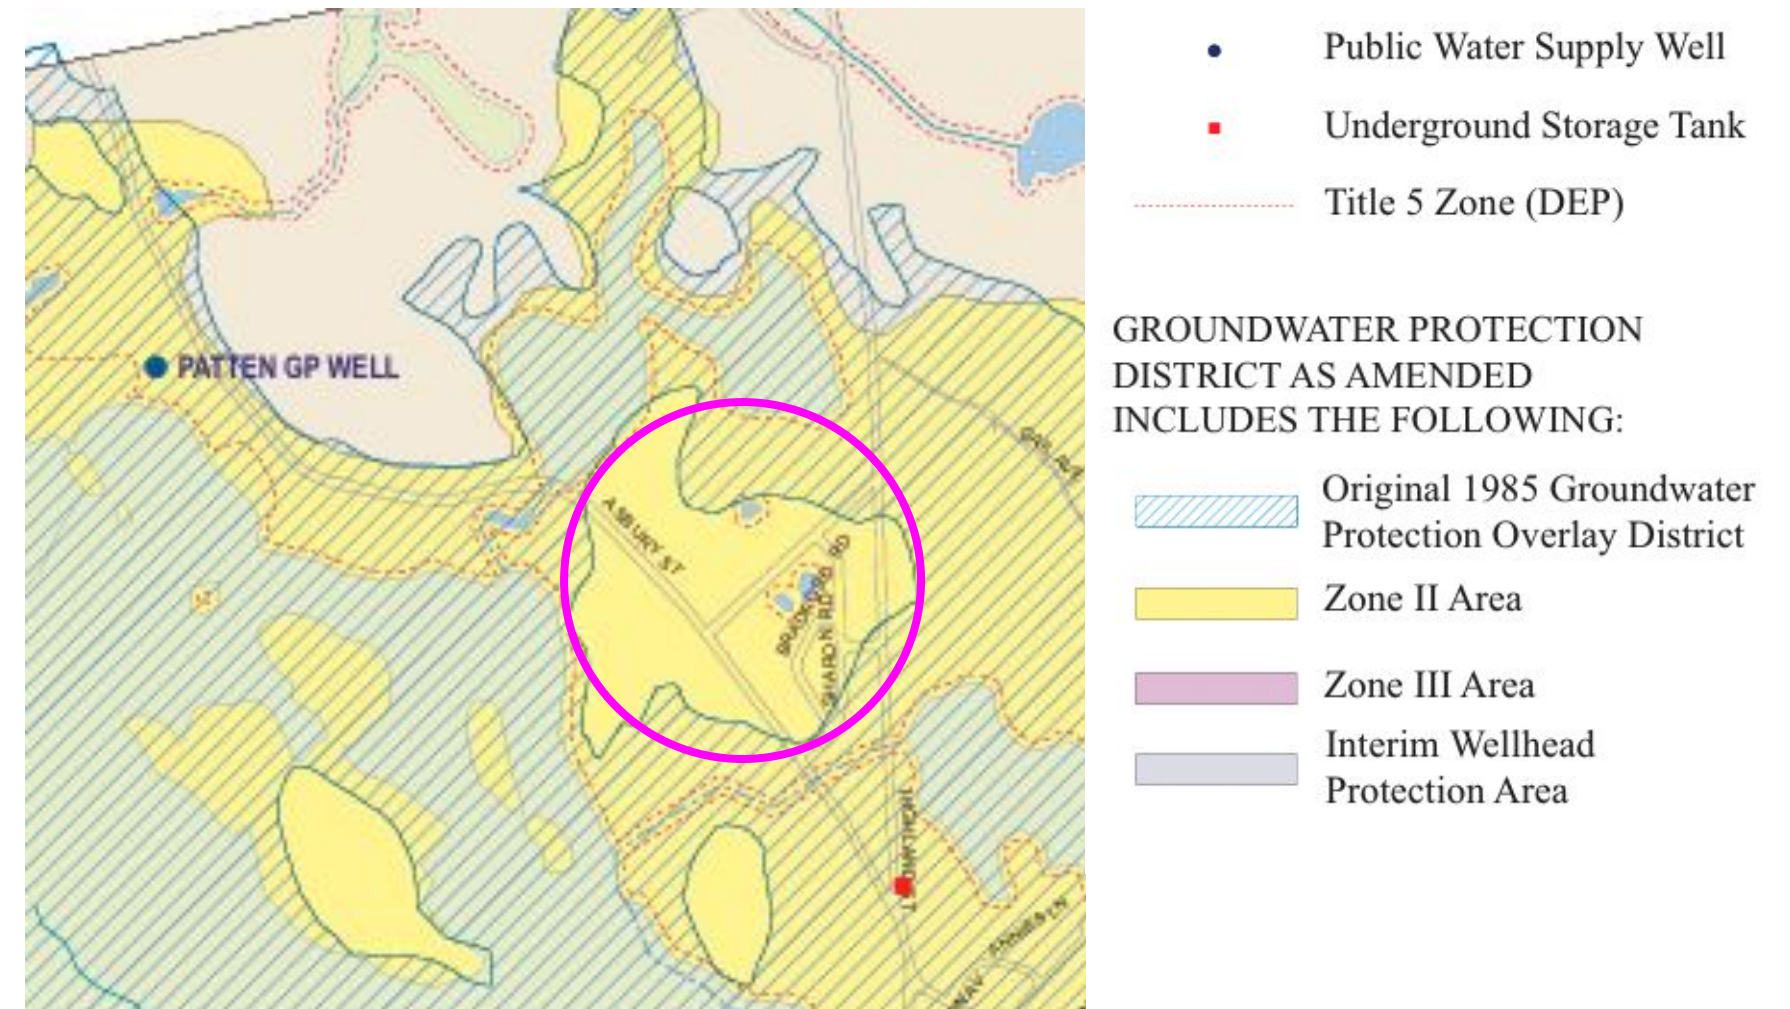 PATTEN GP WELL
ASBURY ST
SHARON RD
Public Water Supply Well
Underground Storage Tank
Title 5 Zone (DEP)
GROUNDWATER PROTECTION
DISTRICT AS AMENDED
INCLUDES THE FOLLOWING:
Original 1985 Groundwater
Protection Overlay District
Zone II Area
Zone III Area
Interim Wellhead
Protection Area